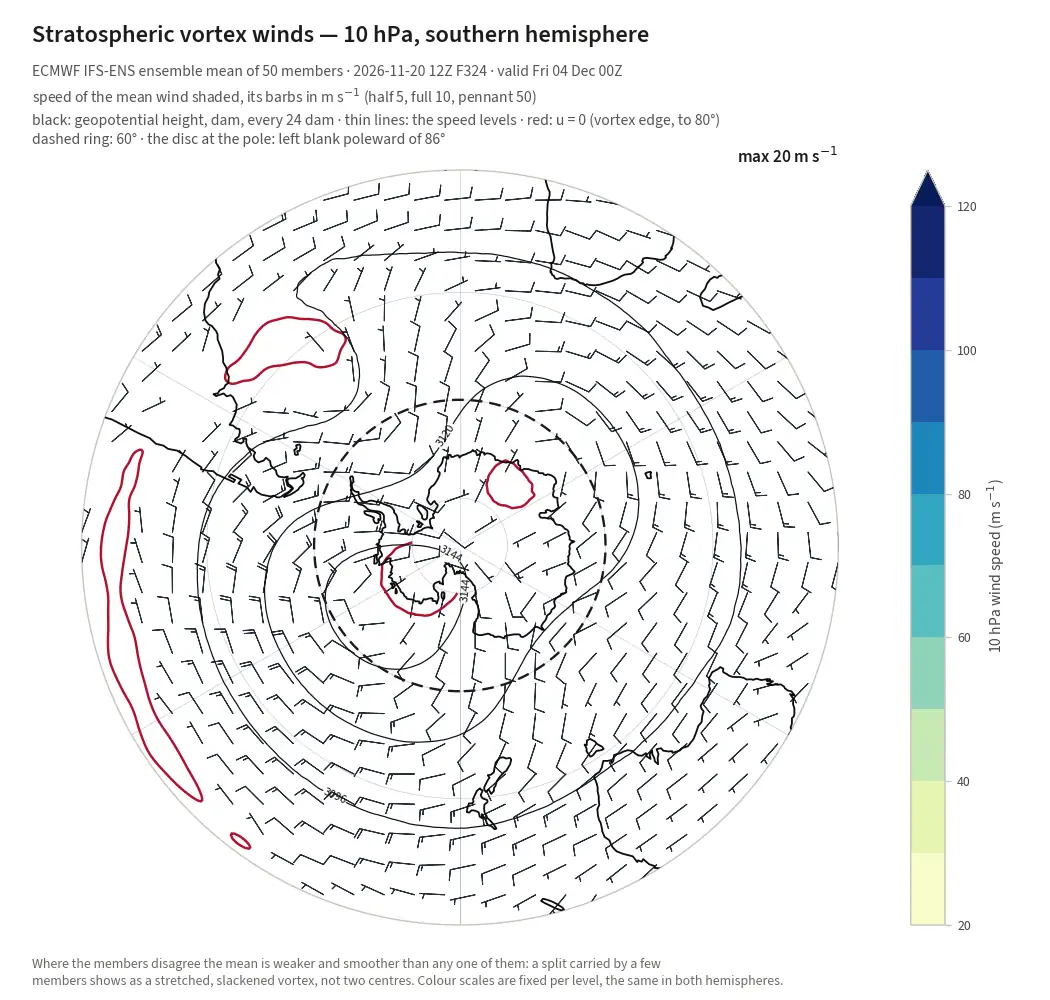 Stratospheric vortex winds — 10 hPa, southern hemisphere
ECMWF IFS-ENS ensemble mean of 50 members · 2026-11-20 12Z F324 · valid Fri 04 Dec 00Z
speed of the mean wind shaded, its barbs in m s⁻¹ (half 5, full 10, pennant 50)
black: geopotential height, dam, every 24 dam · thin lines: the speed levels · red: u = 0 (vortex edge, to 80°)
dashed ring: 60° · the disc at the pole: left blank poleward of 86°
max 20 m s⁻¹
120
100
80
60
40
20
10 hPa wind speed (m s⁻¹)
3120
3144
3144
3096
Where the members disagree the mean is weaker and smoother than any one of them: a split carried by a few
members shows as a stretched, slackened vortex, not two centres. Colour scales are fixed per level, the same in both hemispheres.